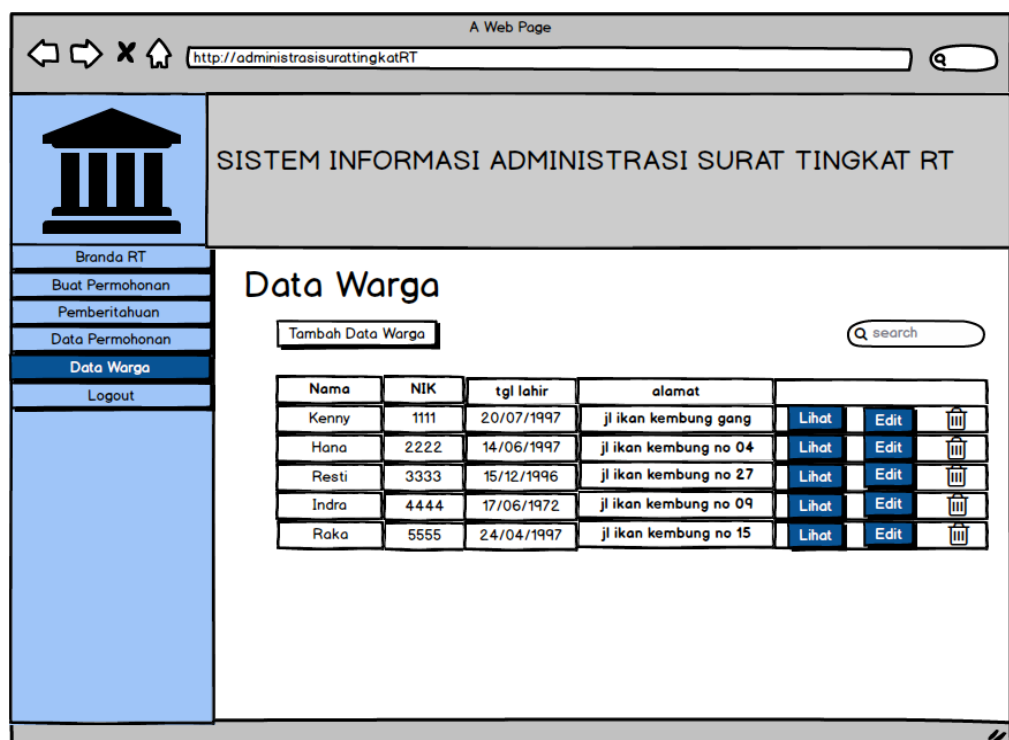 A Web Page
http://administrasisurattingkatRT
SISTEM INFORMASI ADMINISTRASI SURAT TINGKAT RT
Branda RT
Buat Permohonan
Pemberitahuan
Data Permohonan
Data Warga
Logout
Data Warga
Tambah Data Warga
search
Nama NIK tgl lahir alamat
Kenny 1111 20/07/1997 jl ikan kembung gang Lihat Edit
Hana 2222 14/06/1997 jl ikan kembung no 04 Lihat Edit
Resti 3333 15/12/1996 jl ikan kembung no 27 Lihat Edit
Indra 4444 17/06/1972 jl ikan kembung no 09 Lihat Edit
Raka 5555 24/04/1997 jl ikan kembung no 15 Lihat Edit